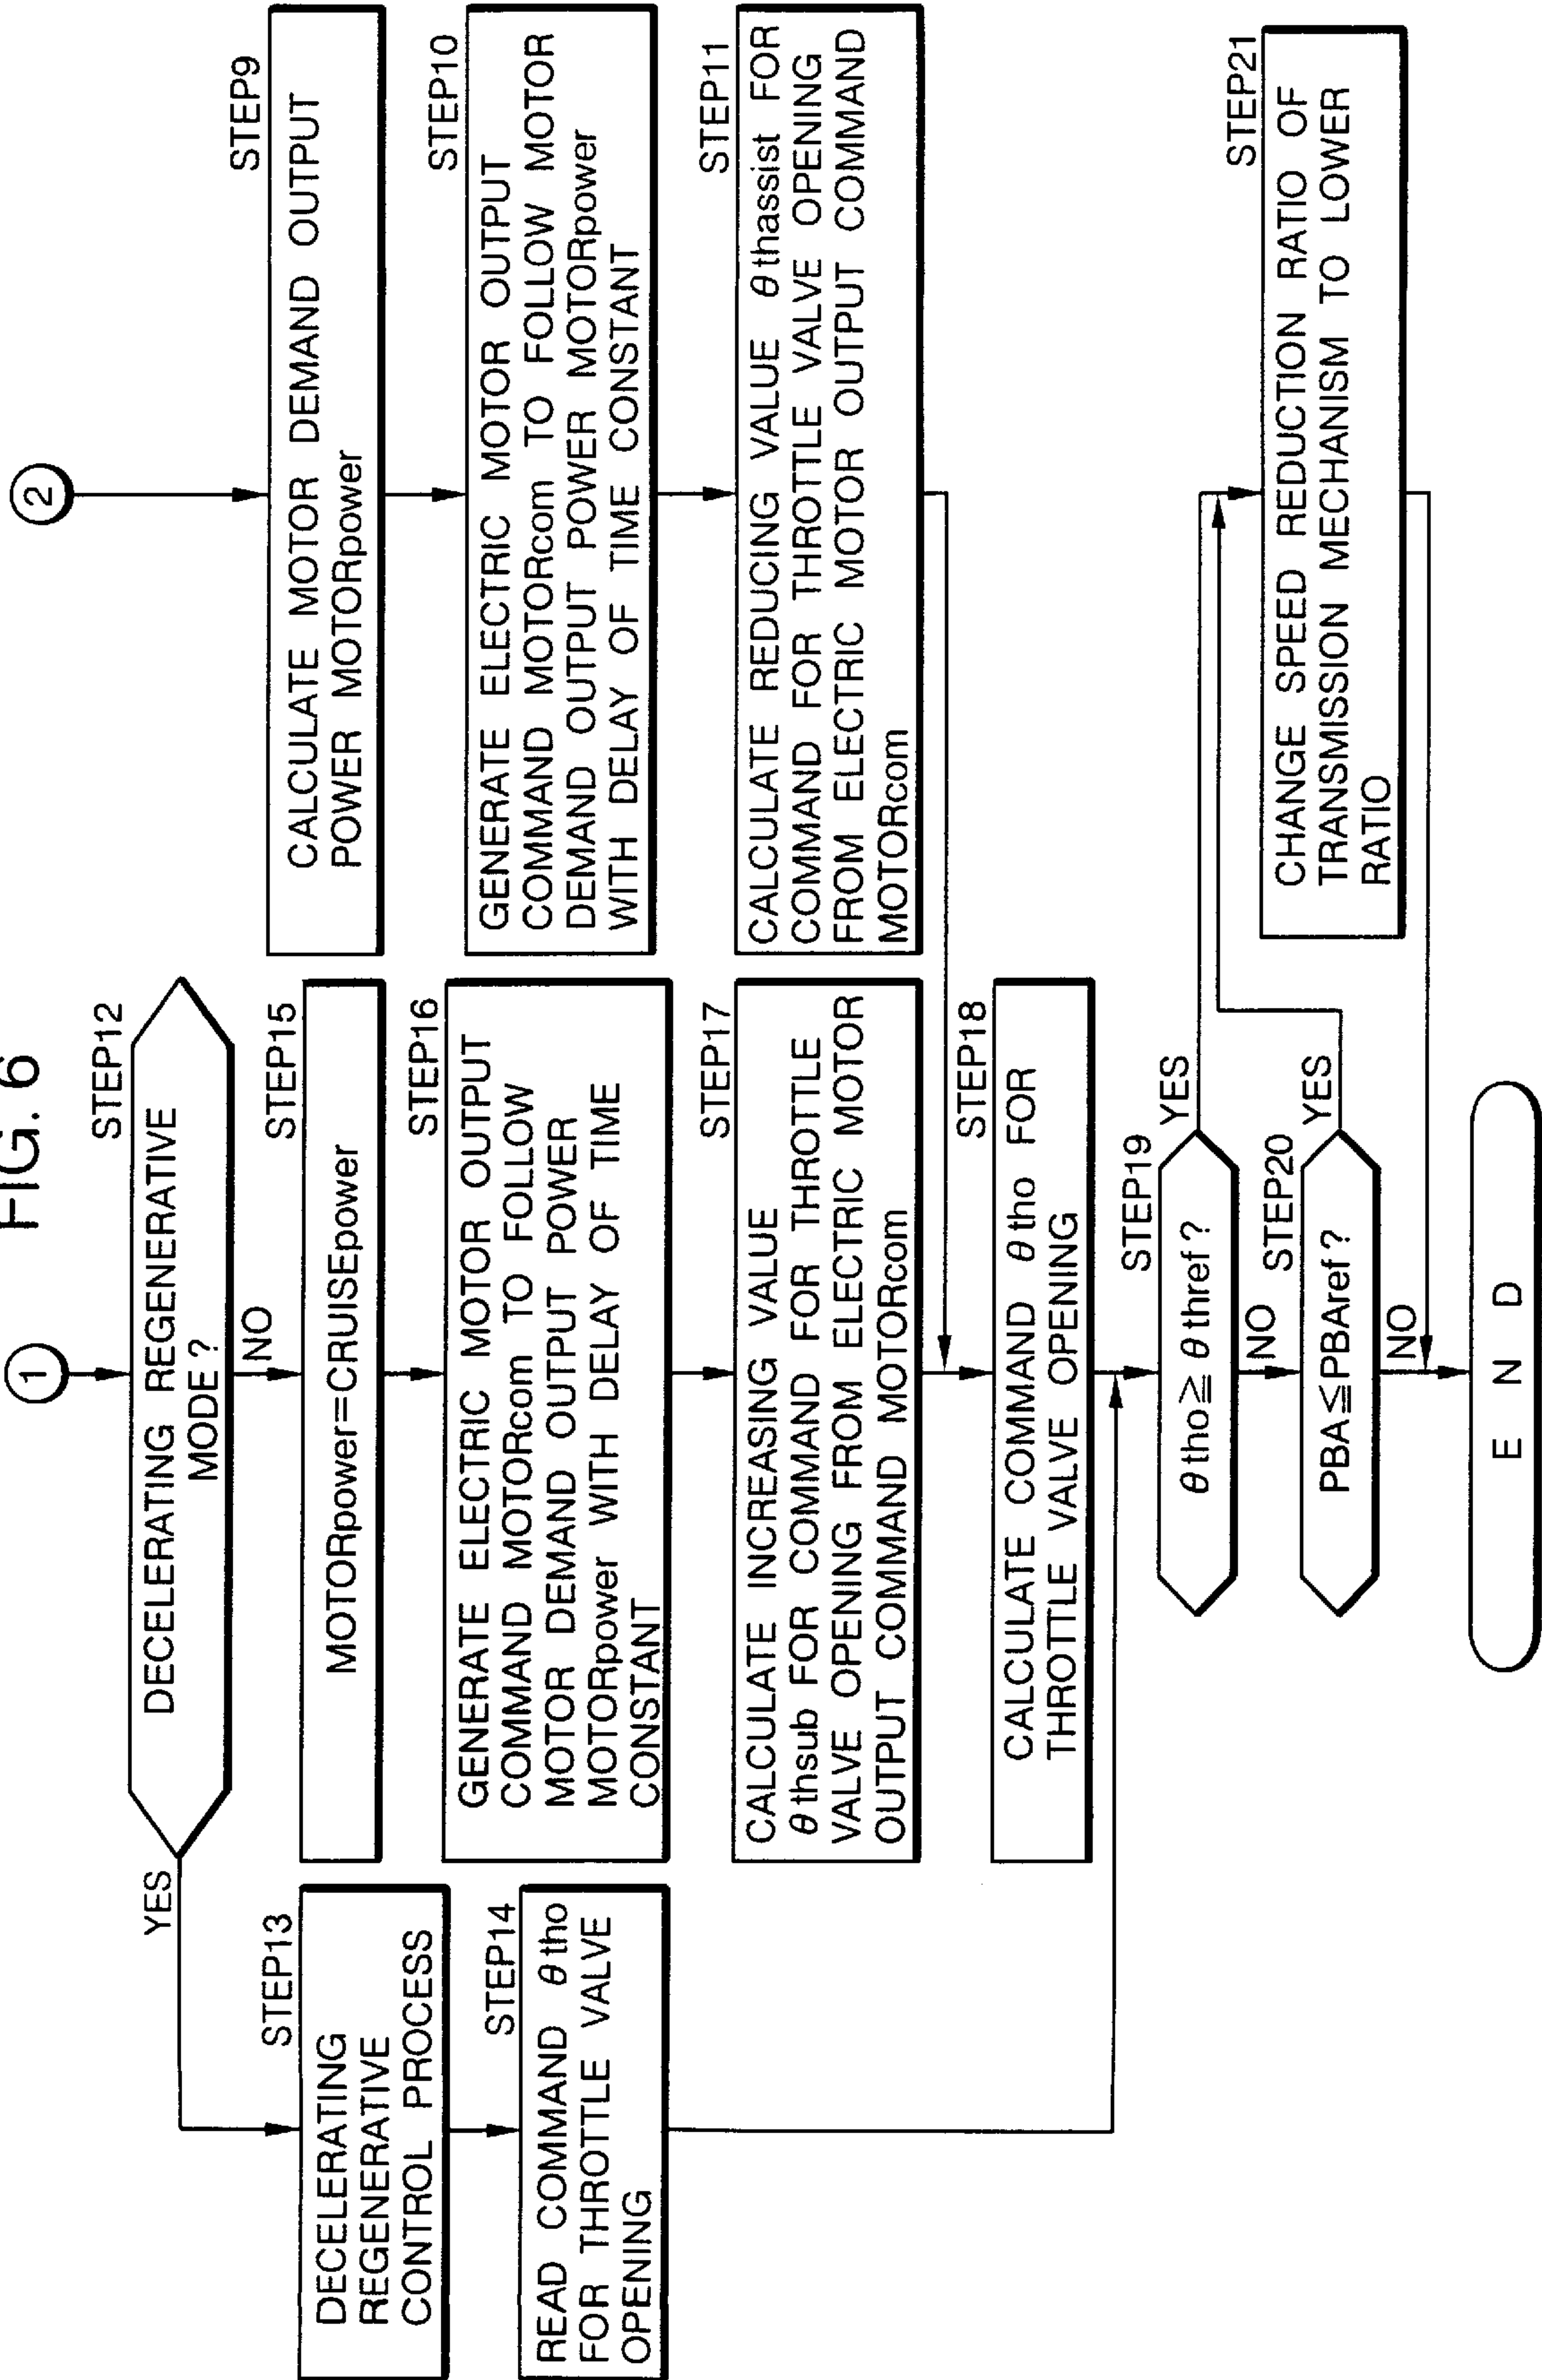 FIG. 6
1
2
STEP12
DECELERATING REGENERATIVE
MODE?
YES
NO
STEP13
DECELERATING
REGENERATIVE
CONTROL PROCESS
STEP14
READ COMMAND θtho
FOR THROTTLE VALVE
OPENING
STEP15
MOTORpower=CRUISEpower
STEP16
GENERATE ELECTRIC MOTOR OUTPUT
COMMAND MOTORcom TO FOLLOW
MOTOR DEMAND OUTPUT POWER
MOTORpower WITH DELAY OF TIME
CONSTANT
STEP17
CALCULATE INCREASING VALUE
θthsub FOR COMMAND FOR THROTTLE
VALVE OPENING FROM ELECTRIC MOTOR
OUTPUT COMMAND MOTORcom
STEP9
CALCULATE MOTOR DEMAND OUTPUT
POWER MOTORpower
STEP10
GENERATE ELECTRIC MOTOR OUTPUT
COMMAND MOTORcom TO FOLLOW MOTOR
DEMAND OUTPUT POWER MOTORpower
WITH DELAY OF TIME CONSTANT
STEP11
CALCULATE REDUCING VALUE θthassist FOR
COMMAND FOR THROTTLE VALVE OPENING
FROM ELECTRIC MOTOR OUTPUT COMMAND
MOTORcom
STEP18
CALCULATE COMMAND θtho FOR
THROTTLE VALVE OPENING
STEP19
θtho≧θthref?
YES
NO
STEP20
PBA≦PBAref?
YES
NO
STEP21
CHANGE SPEED REDUCTION RATIO OF
TRANSMISSION MECHANISM TO LOWER
RATIO
END